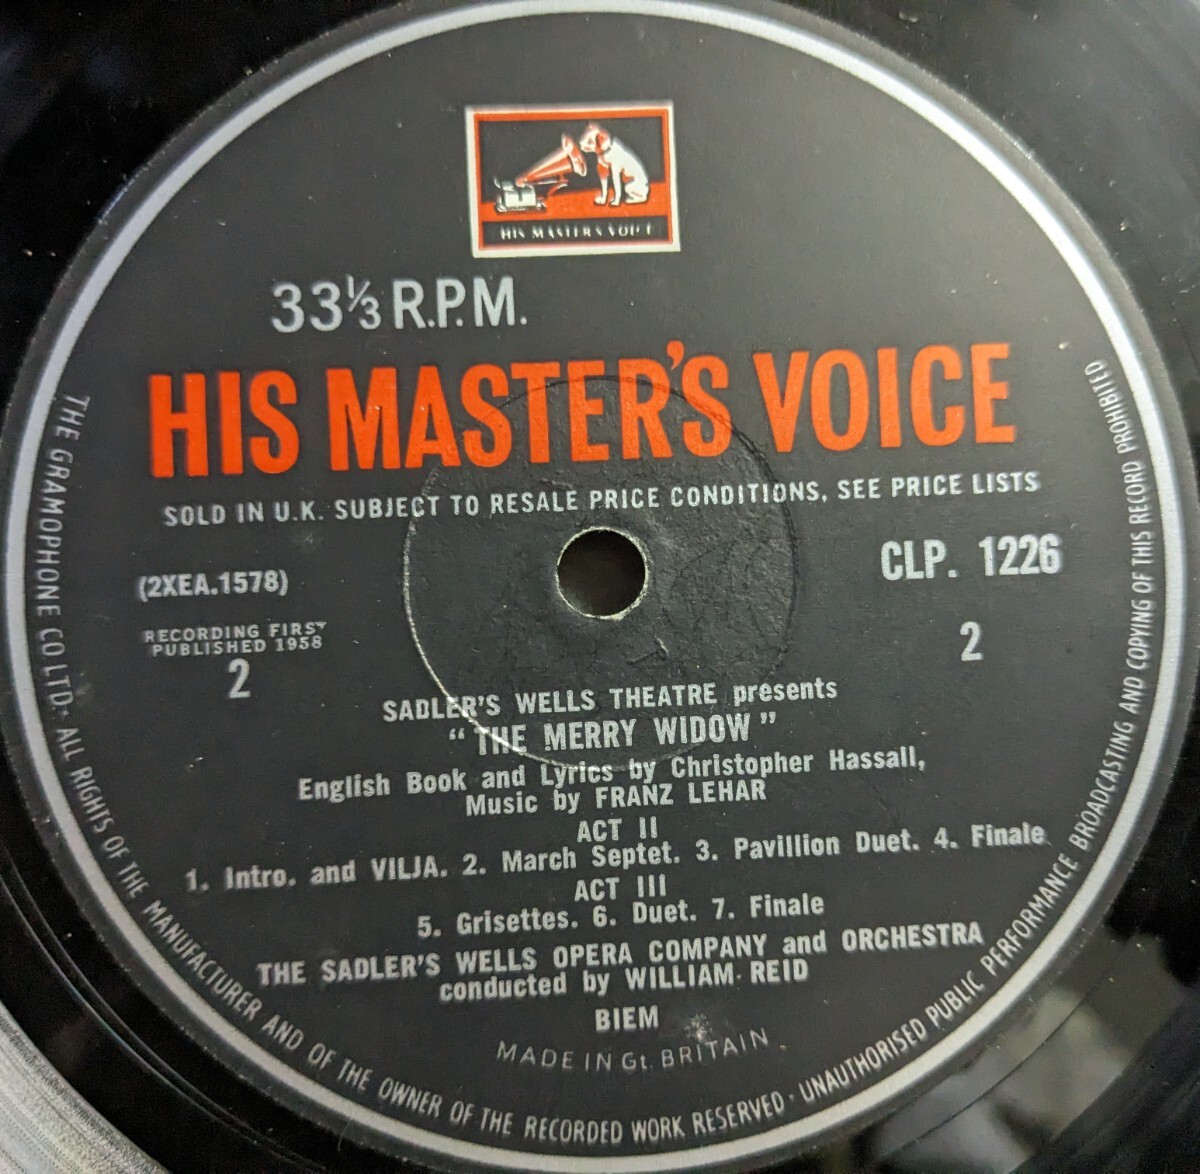 HIS MASTER'S VOICE
33⅓ R.P.M.
HIS MASTER'S VOICE
SOLD IN U.K. SUBJECT TO RESALE PRICE CONDITIONS, SEE PRICE LISTS
(2XEA.1578)
CLP. 1226
RECORDING FIRST
PUBLISHED 1958
2
2
SADLER'S WELLS THEATRE presents
"THE MERRY WIDOW"
English Book and Lyrics by Christopher Hassall,
Music by FRANZ LEHAR
ACT II
1. Intro. and VILJA. 2. March Septet. 3. Pavillion Duet. 4. Finale
ACT III
5. Grisettes. 6. Duet. 7. Finale
THE SADLER'S WELLS OPERA COMPANY and ORCHESTRA
conducted by WILLIAM REID
BIEM
MADE IN Gt. BRITAIN
THE GRAMOPHONE CO LTD· ALL RIGHTS OF THE MANUFACTURER AND OF THE OWNER OF THE RECORDED WORK RESERVED· UNAUTHORISED PUBLIC PERFORMANCE BROADCASTING AND COPYING OF THIS RECORD PROHIBITED